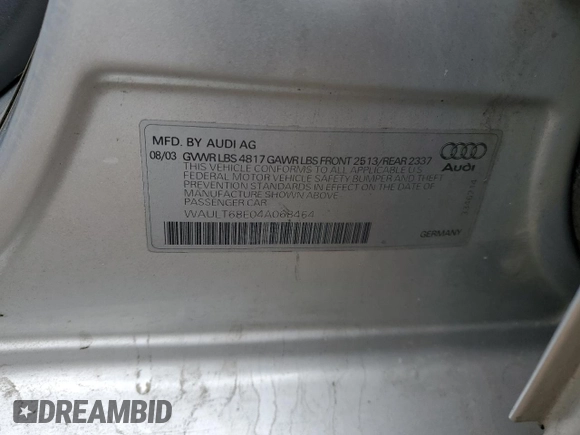 MFD. BY AUDI AG
08/03 GVWR LBS 4817 GAWR LBS FRONT 2513/REAR 2337
THIS VEHICLE CONFORMS TO ALL APPLICABLE U.S.
FEDERAL MOTOR VEHICLE SAFETY BUMPER AND THEFT
PREVENTION STANDARDS IN EFFECT ON THE DATE OF
MANUFACTURE SHOWN ABOVE
PASSENGER CAR
WAULT68E04A068464
Audi
GERMANY
DREAMBID